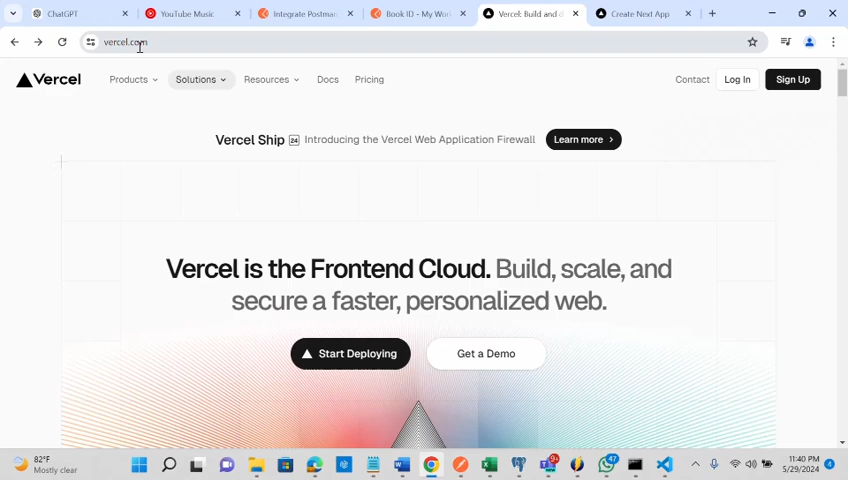 ChatGPT
YouTube Music
Integrate Postman
Book ID - My Wor
Vercel: Build and d
Create Next App
vercel.com
Vercel
Products
Solutions
Resources
Docs
Pricing
Contact
Log In
Sign Up
Vercel Ship 24 Introducing the Vercel Web Application Firewall
Learn more
Vercel is the Frontend Cloud. Build, scale, and
secure a faster, personalized web.
Start Deploying
Get a Demo
82°F
Mostly clear
9+
47
11:40 PM
5/29/2024
4